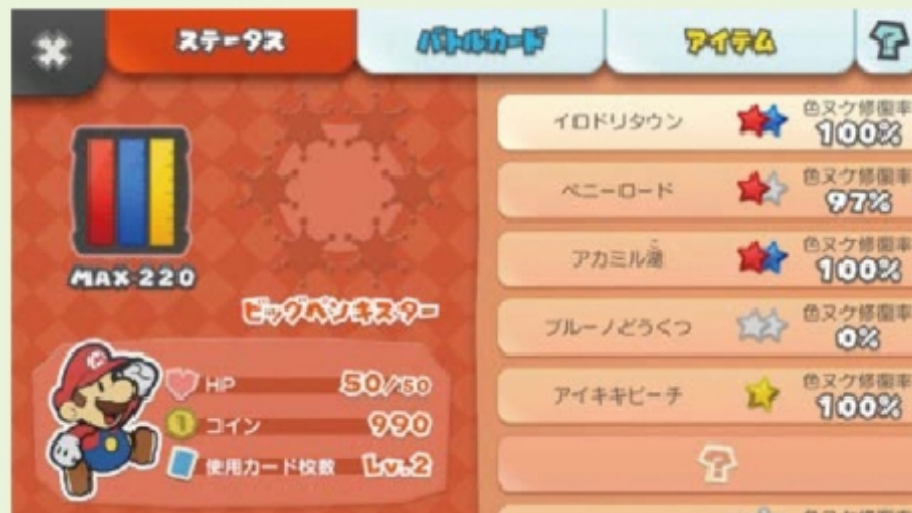 ステータス
バトルカード
アイテム
?
MAX 220
ビッグペンキスター
HP 50/50
1
コイン 990
使用カード枚数 Lv.2
イロドリタウン
色ヌケ修復率
100%
ペニーロード
色ヌケ修復率
97%
アカミル湖
こ
色ヌケ修復率
100%
ブルーノどうくつ
色ヌケ修復率
0%
アイキキビーチ
色ヌケ修復率
100%
?